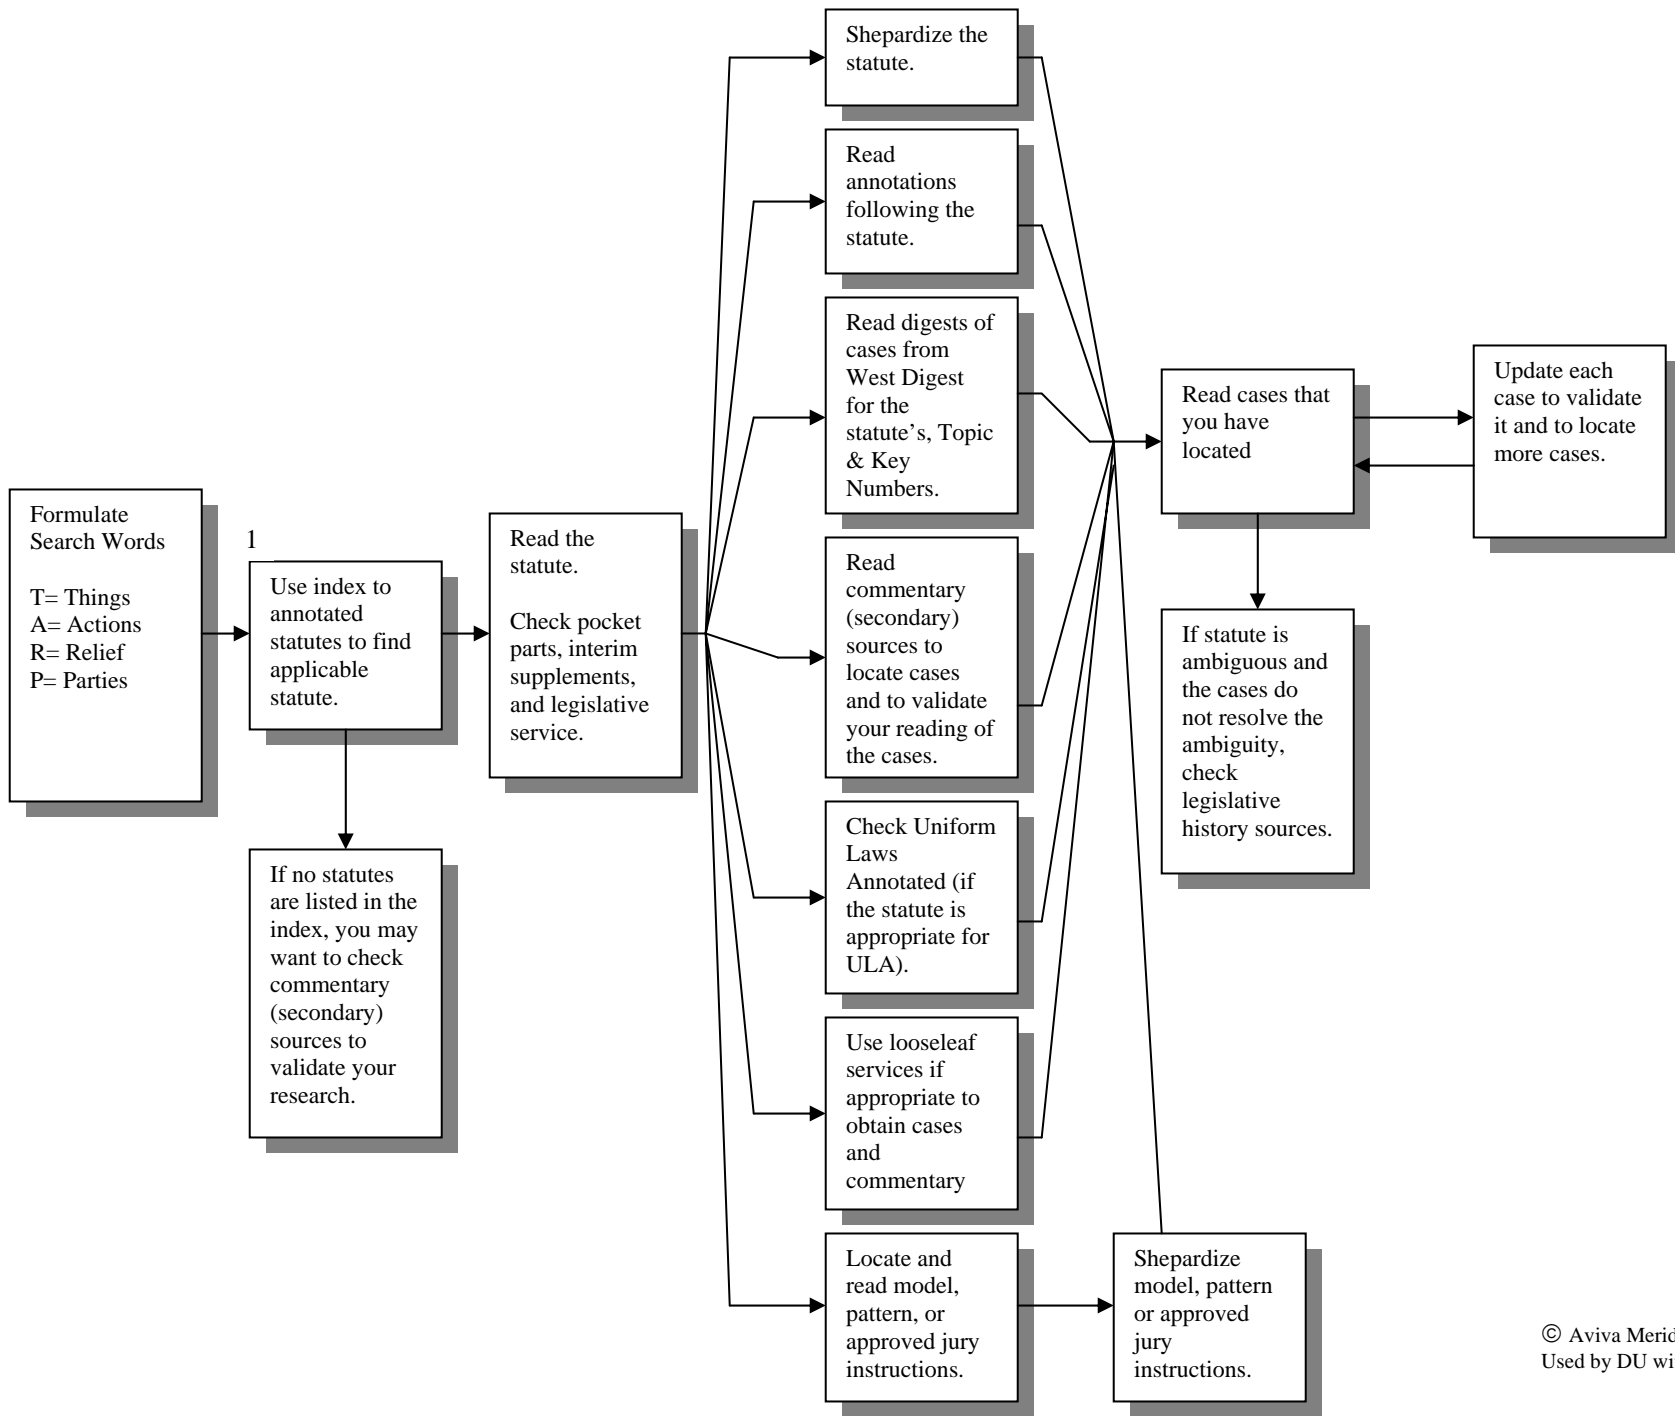 Formulate
Search Words
T= Things
A= Actions
R= Relief
P= Parties
1
Use index to
annotated
statutes to find
applicable
statute.
If no statutes
are listed in the
index, you may
want to check
commentary
(secondary)
sources to
validate your
research.
Read the
statute.
Check pocket
parts, interim
supplements,
and legislative
service.
Shepardize the
statute.
Read
annotations
following the
statute.
Read digests of
cases from
West Digest
for the
statute’s, Topic
& Key
Numbers.
Read
commentary
(secondary)
sources to
locate cases
and to validate
your reading of
the cases.
Check Uniform
Laws
Annotated (if
the statute is
appropriate for
ULA).
Use looseleaf
services if
appropriate to
obtain cases
and
commentary
Locate and
read model,
pattern, or
approved jury
instructions.
Shepardize
model, pattern
or approved
jury
instructions.
Read cases that
you have
located
Update each
case to validate
it and to locate
more cases.
If statute is
ambiguous and
the cases do
not resolve the
ambiguity,
check
legislative
history sources.
© Aviva Merid
Used by DU wi